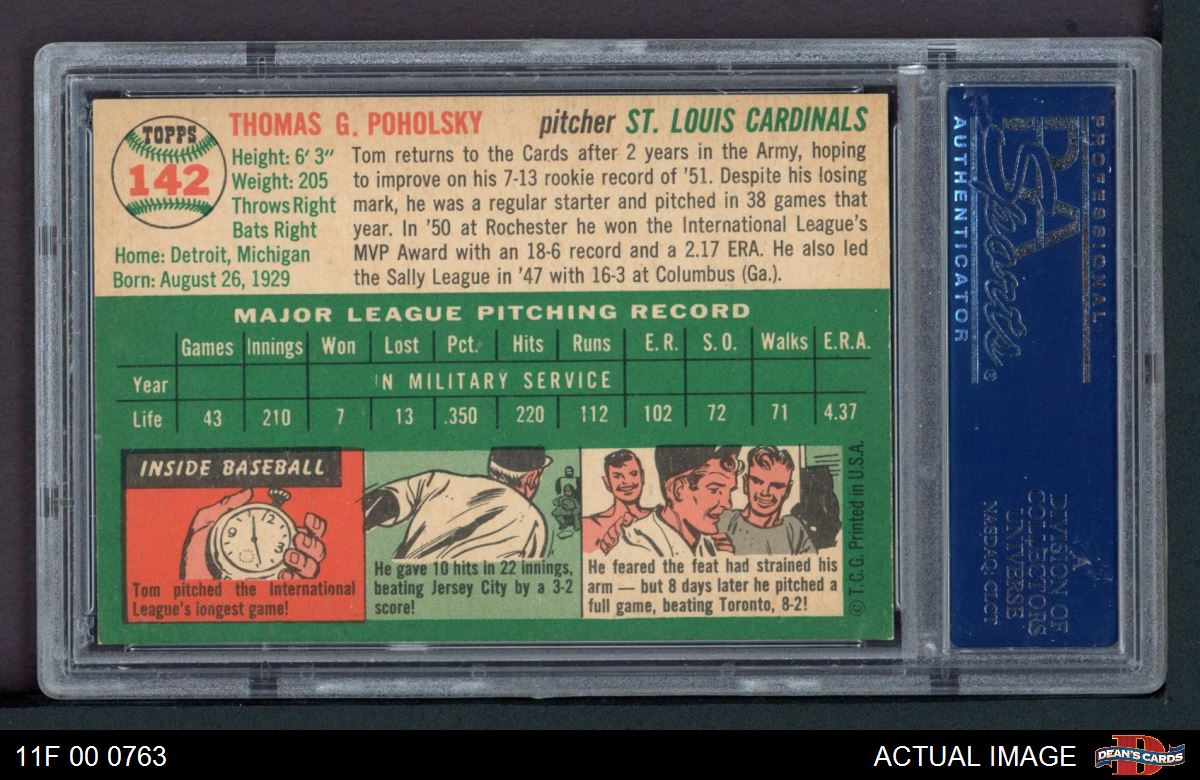 TOPPS
142
THOMAS G. POHOLSKY
pitcher ST. LOUIS CARDINALS
Height: 6' 3"
Weight: 205
Throws Right
Bats Right
Home: Detroit, Michigan
Born: August 26, 1929
Tom returns to the Cards after 2 years in the Army, hoping
to improve on his 7-13 rookie record of '51. Despite his losing
mark, he was a regular starter and pitched in 38 games that
year. In '50 at Rochester he won the International League's
MVP Award with an 18-6 record and a 2.17 ERA. He also led
the Sally League in '47 with 16-3 at Columbus (Ga.).
MAJOR LEAGUE PITCHING RECORD
Games Innings Won Lost Pct. Hits Runs E.R. S.O. Walks E.R.A.
Year IN MILITARY SERVICE
Life 43 210 7 13 .350 220 112 102 72 71 4.37
INSIDE BASEBALL
12
3
9
Tom pitched the International
League's longest game!
He gave 10 hits in 22 innings,
beating Jersey City by a 3-2
score!
He feared the feat had strained his
arm — but 8 days later he pitched a
full game, beating Toronto, 8-2!
© T.C.G. Printed in U.S.A.
PROFESSIONAL
PSA
Sports
©
AUTHENTICATOR
A
DIVISION OF
COLLECTORS
UNIVERSE
NASDAQ: CLCT
11F 00 0763
ACTUAL IMAGE
D
DEAN'S CARDS